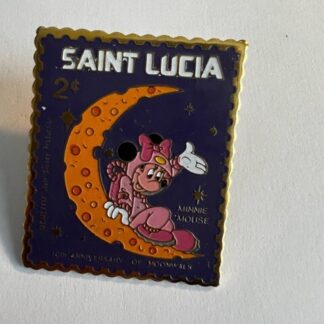 SAINT LUCIA
2¢
MINNIE
MOUSE
10TH ANNIVERSARY OF MOONWALK